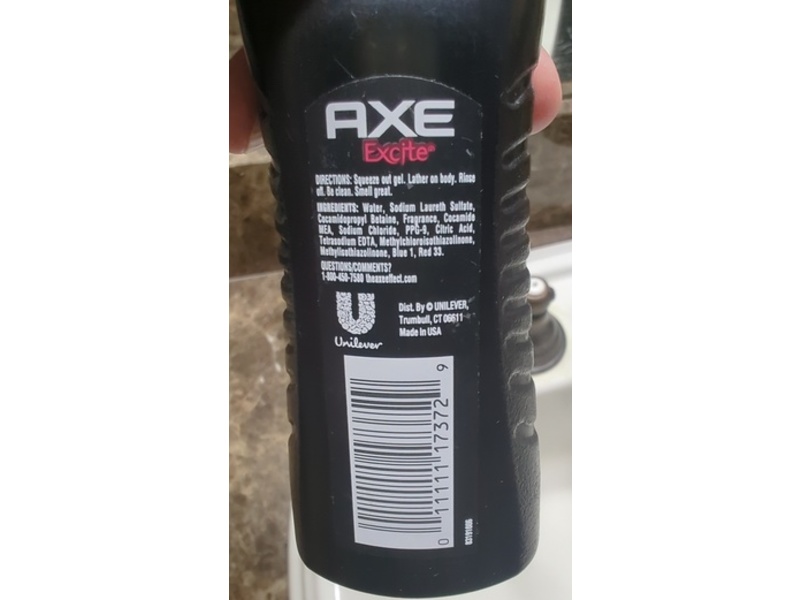 AXE
Excite®
DIRECTIONS: Squeeze out gel. Lather on body. Rinse
off. Be clean. Smell great.
INGREDIENTS: Water, Sodium Laureth Sulfate,
Cocamidopropyl Betaine, Fragrance, Cocamide
MEA, Sodium Chloride, PPG-9, Citric Acid,
Tetrasodium EDTA, Methylchloroisothiazolinone,
Methylisothiazolinone, Blue 1, Red 33.
QUESTIONS/COMMENTS?
1-800-450-7580 theaxeffect.com
Unilever
Dist. By © UNILEVER,
Trumbull, CT 06611
Made in USA
0 11111 17372 9